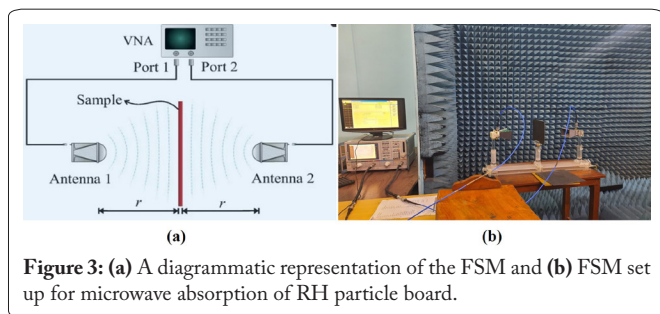 VNA
Port 1 Port 2
Sample
Antenna 1
Antenna 2
r
r
(a)
(b)
Figure 3: (a) A diagrammatic representation of the FSM and (b) FSM set
up for microwave absorption of RH particle board.